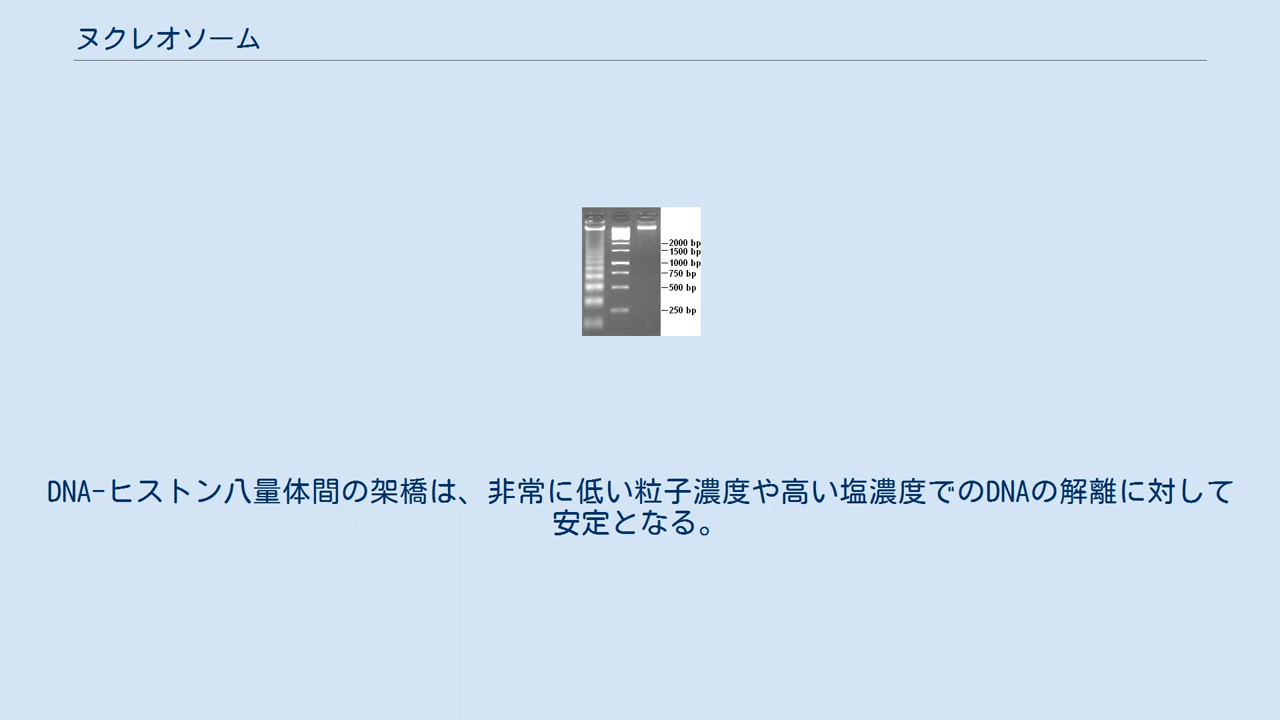 ヌクレオソーム
2000 bp
1500 bp
1000 bp
750 bp
500 bp
250 bp
DNA-ヒストン八量体間の架橋は、非常に低い粒子濃度や高い塩濃度でのDNAの解離に対して
安定となる。